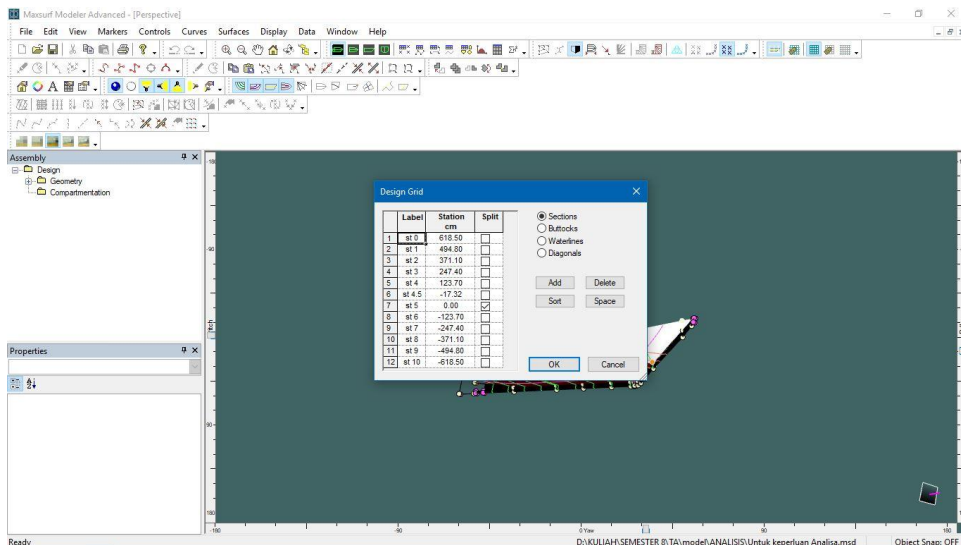 Maxsurf Modeler Advanced - [Perspective]
File Edit View Markers Controls Curves Surfaces Display Data Window Help
Assembly
Design
Geometry
Compartmentation
Properties
Design Grid
Label Station cm Split
1 st 0 618.50
2 st 1 494.80
3 st 2 371.10
4 st 3 247.40
5 st 4 123.70
6 st 4.5 -17.32
7 st 5 0.00
8 st 6 -123.70
9 st 7 -247.40
10 st 8 -371.10
11 st 9 -494.80
12 st 10 -618.50
Sections
Buttocks
Waterlines
Diagonals
Add Delete
Sort Space
OK Cancel
0 Yaw
Ready
D:\KULIAH\SEMESTER 8\TA\model\ANALISIS\Untuk keperluan Analisa.msd
Object Snap: OFF